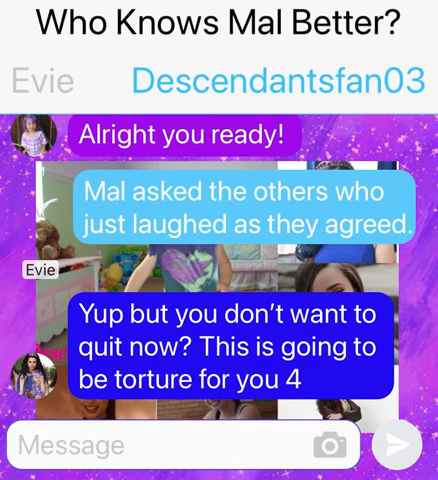 Who Knows Mal Better?
Evie Descendantsfan03
Alright you ready!
Mal asked the others who
just laughed as they agreed.
Evie
Yup but you don't want to
quit now? This is going to
be torture for you 4
Message